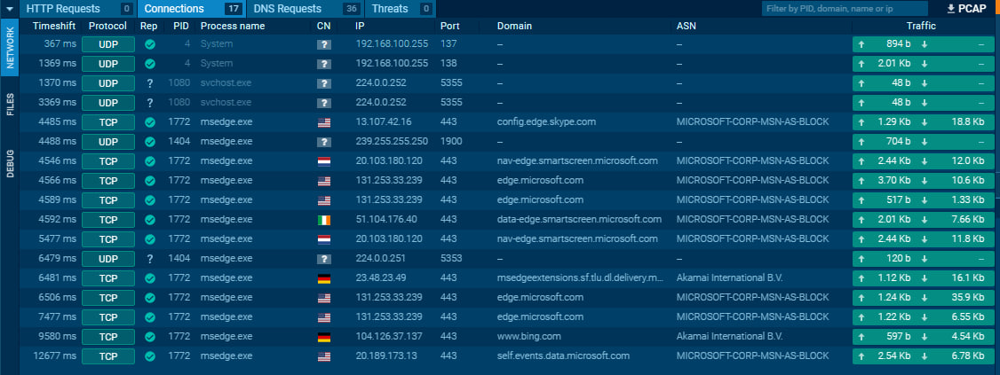 HTTP Requests 0 Connections 17 DNS Requests 36 Threats 0 Filter by PID, domain, name or ip PCAP
NETWORK
FILES
DEBUG
Timeshift Protocol Rep PID Process name CN IP Port Domain ASN Traffic
367 ms UDP 4 System ? 192.168.100.255 137 – – 894 b –
1369 ms UDP 4 System ? 192.168.100.255 138 – – 2.01 Kb –
1370 ms UDP ? 1080 svchost.exe ? 224.0.0.252 5355 – – 48 b –
3369 ms UDP ? 1080 svchost.exe ? 224.0.0.252 5355 – – 48 b –
4485 ms TCP 1772 msedge.exe 13.107.42.16 443 config.edge.skype.com MICROSOFT-CORP-MSN-AS-BLOCK 1.29 Kb 18.8 Kb
4488 ms UDP 1404 msedge.exe ? 239.255.255.250 1900 – – 704 b –
4546 ms TCP 1772 msedge.exe 20.103.180.120 443 nav-edge.smartscreen.microsoft.com MICROSOFT-CORP-MSN-AS-BLOCK 2.44 Kb 12.0 Kb
4566 ms TCP 1772 msedge.exe 131.253.33.239 443 edge.microsoft.com MICROSOFT-CORP-MSN-AS-BLOCK 3.70 Kb 10.6 Kb
4589 ms TCP 1772 msedge.exe 131.253.33.239 443 edge.microsoft.com MICROSOFT-CORP-MSN-AS-BLOCK 517 b 1.33 Kb
4592 ms TCP 1772 msedge.exe 51.104.176.40 443 data-edge.smartscreen.microsoft.com MICROSOFT-CORP-MSN-AS-BLOCK 2.01 Kb 7.66 Kb
5477 ms TCP 1772 msedge.exe 20.103.180.120 443 nav-edge.smartscreen.microsoft.com MICROSOFT-CORP-MSN-AS-BLOCK 2.44 Kb 11.8 Kb
6479 ms UDP ? 1404 msedge.exe ? 224.0.0.251 5353 – – 120 b –
6481 ms TCP 1772 msedge.exe 23.48.23.49 443 msedgeextensions.sf.tlu.dl.delivery.m... Akamai International B.V. 1.12 Kb 16.1 Kb
6506 ms TCP 1772 msedge.exe 131.253.33.239 443 edge.microsoft.com MICROSOFT-CORP-MSN-AS-BLOCK 1.24 Kb 35.9 Kb
7477 ms TCP 1772 msedge.exe 131.253.33.239 443 edge.microsoft.com MICROSOFT-CORP-MSN-AS-BLOCK 1.22 Kb 6.55 Kb
9580 ms TCP 1772 msedge.exe 104.126.37.137 443 www.bing.com Akamai International B.V. 597 b 4.54 Kb
12677 ms TCP 1772 msedge.exe 20.189.173.13 443 self.events.data.microsoft.com MICROSOFT-CORP-MSN-AS-BLOCK 2.54 Kb 6.78 Kb